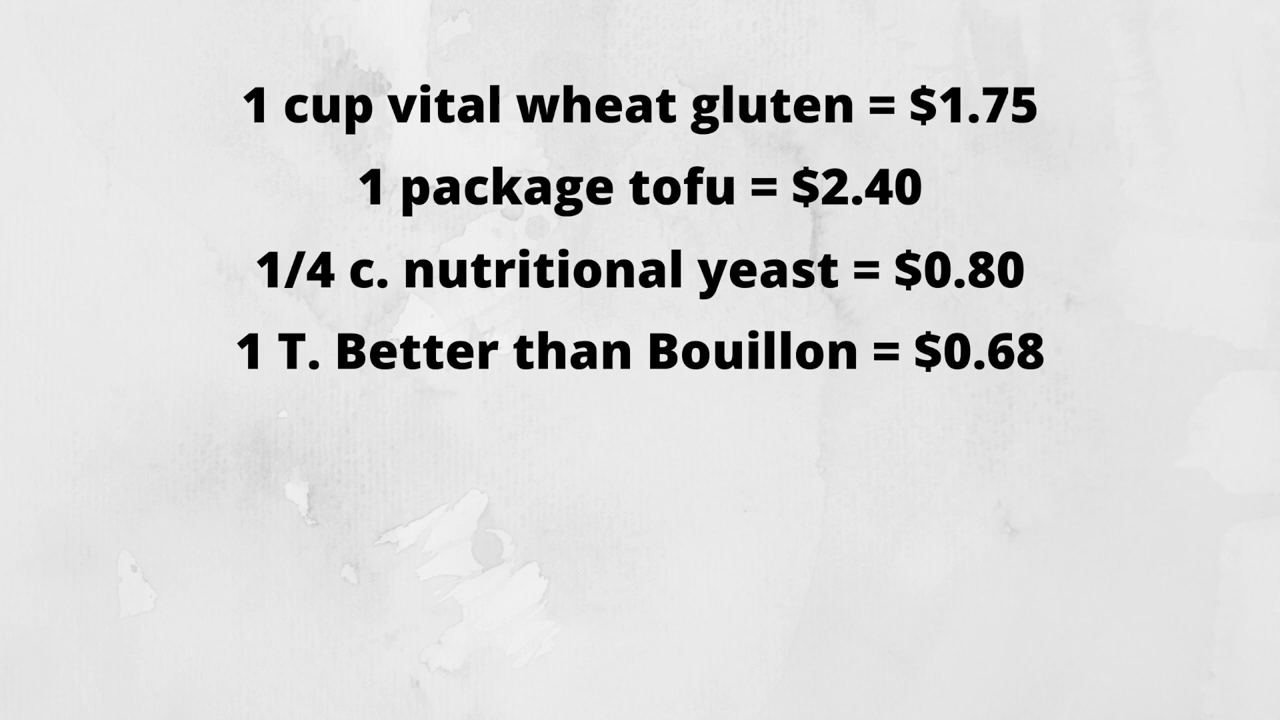 1 cup vital wheat gluten = $1.75
1 package tofu = $2.40
1/4 c. nutritional yeast = $0.80
1 T. Better than Bouillon = $0.68